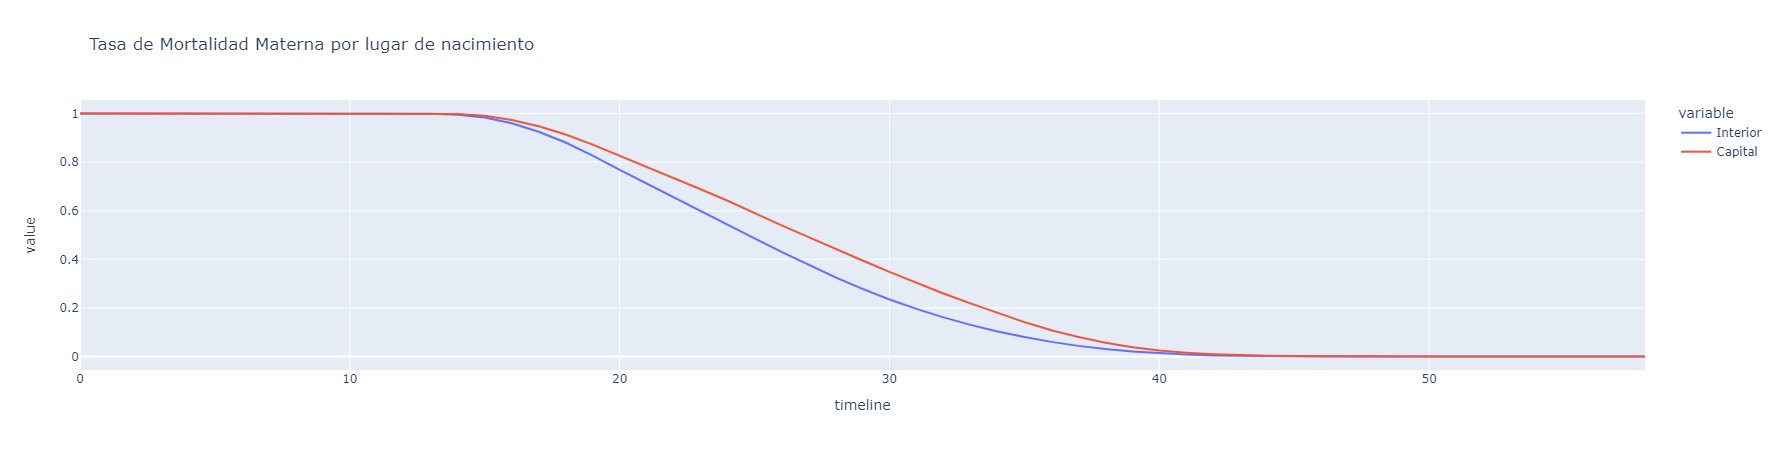 Tasa de Mortalidad Materna por lugar de nacimiento
variable
Interior
Capital
value
1
0.8
0.6
0.4
0.2
0
0 10 20 30 40 50
timeline